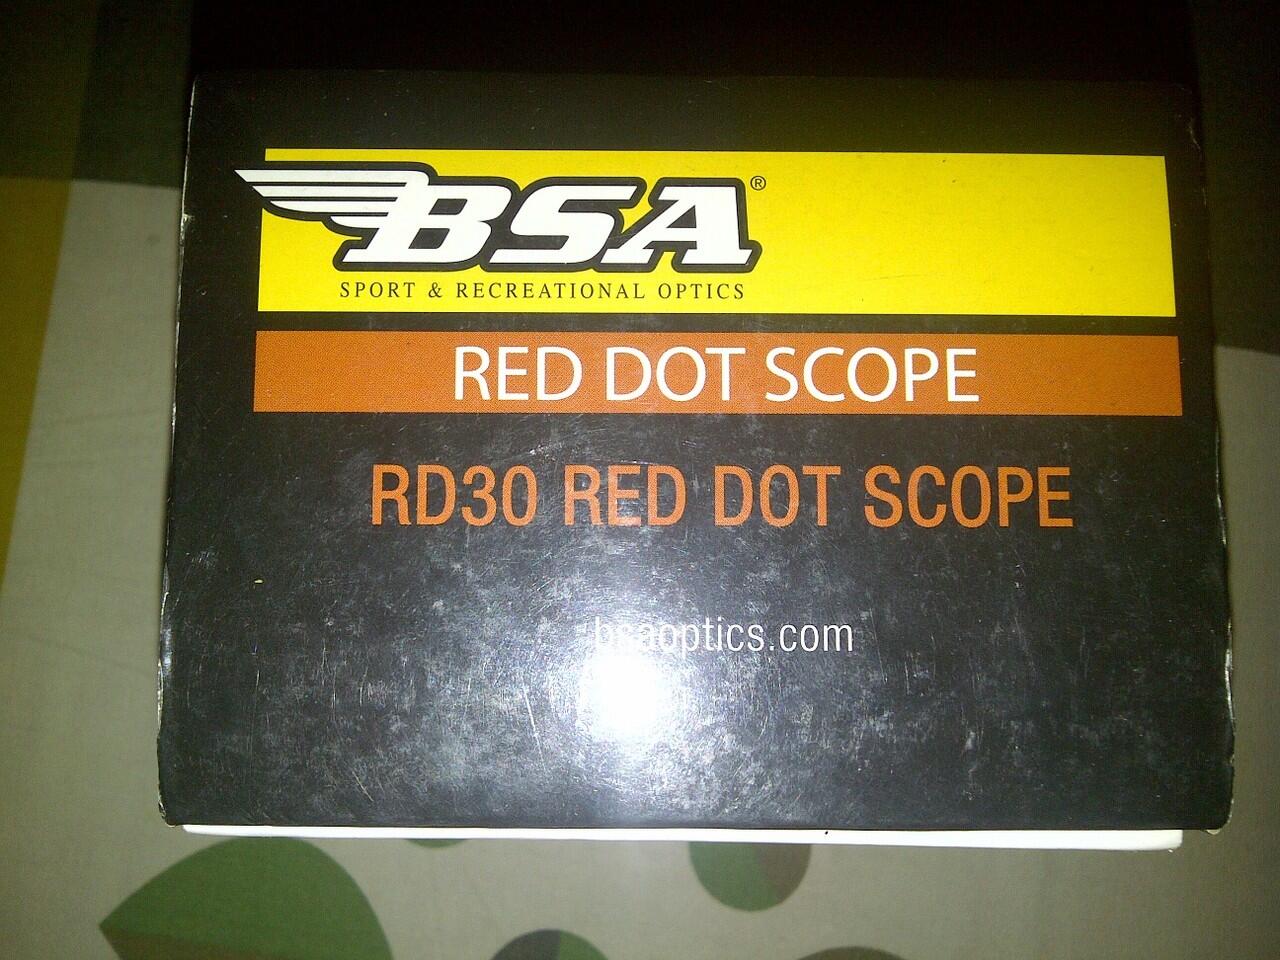 BSA®
SPORT & RECREATIONAL OPTICS
RED DOT SCOPE
RD30 RED DOT SCOPE
bsaoptics.com